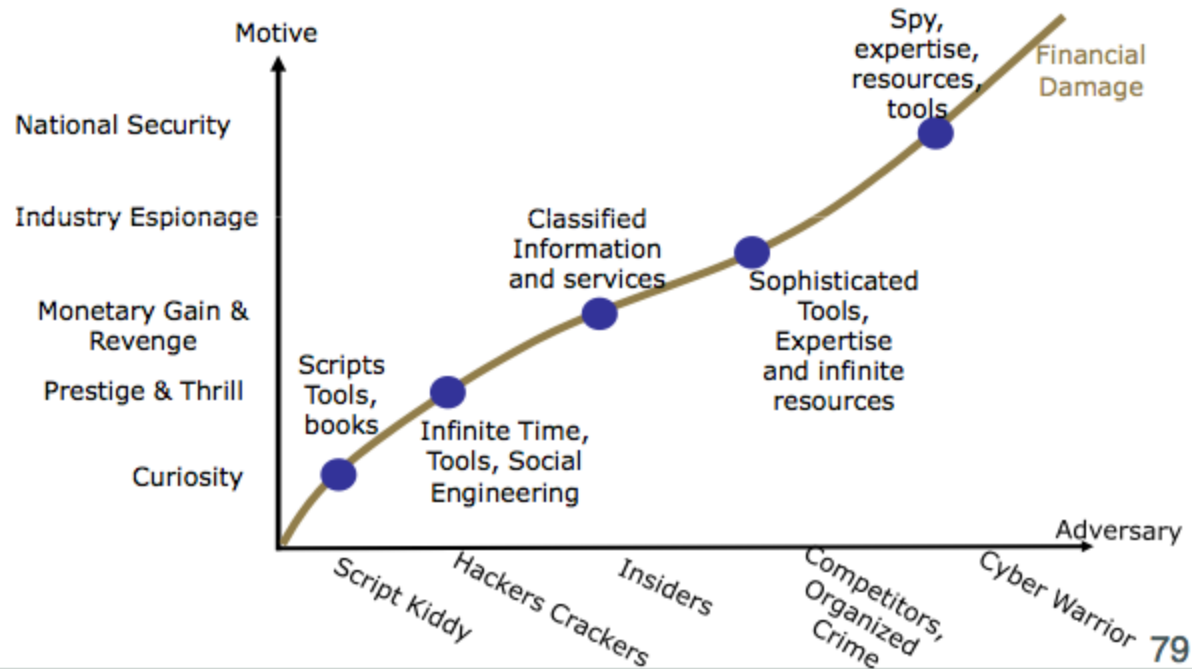 Motive
National Security
Industry Espionage
Monetary Gain &
Revenge
Prestige & Thrill
Curiosity
Scripts
Tools,
books
Infinite Time,
Tools, Social
Engineering
Classified
Information
and services
Sophisticated
Tools,
Expertise
and infinite
resources
Spy,
expertise,
resources,
tools
Financial
Damage
Adversary
Script Kiddy
Hackers Crackers
Insiders
Competitors,
Organized
Crime
Cyber Warrior
79